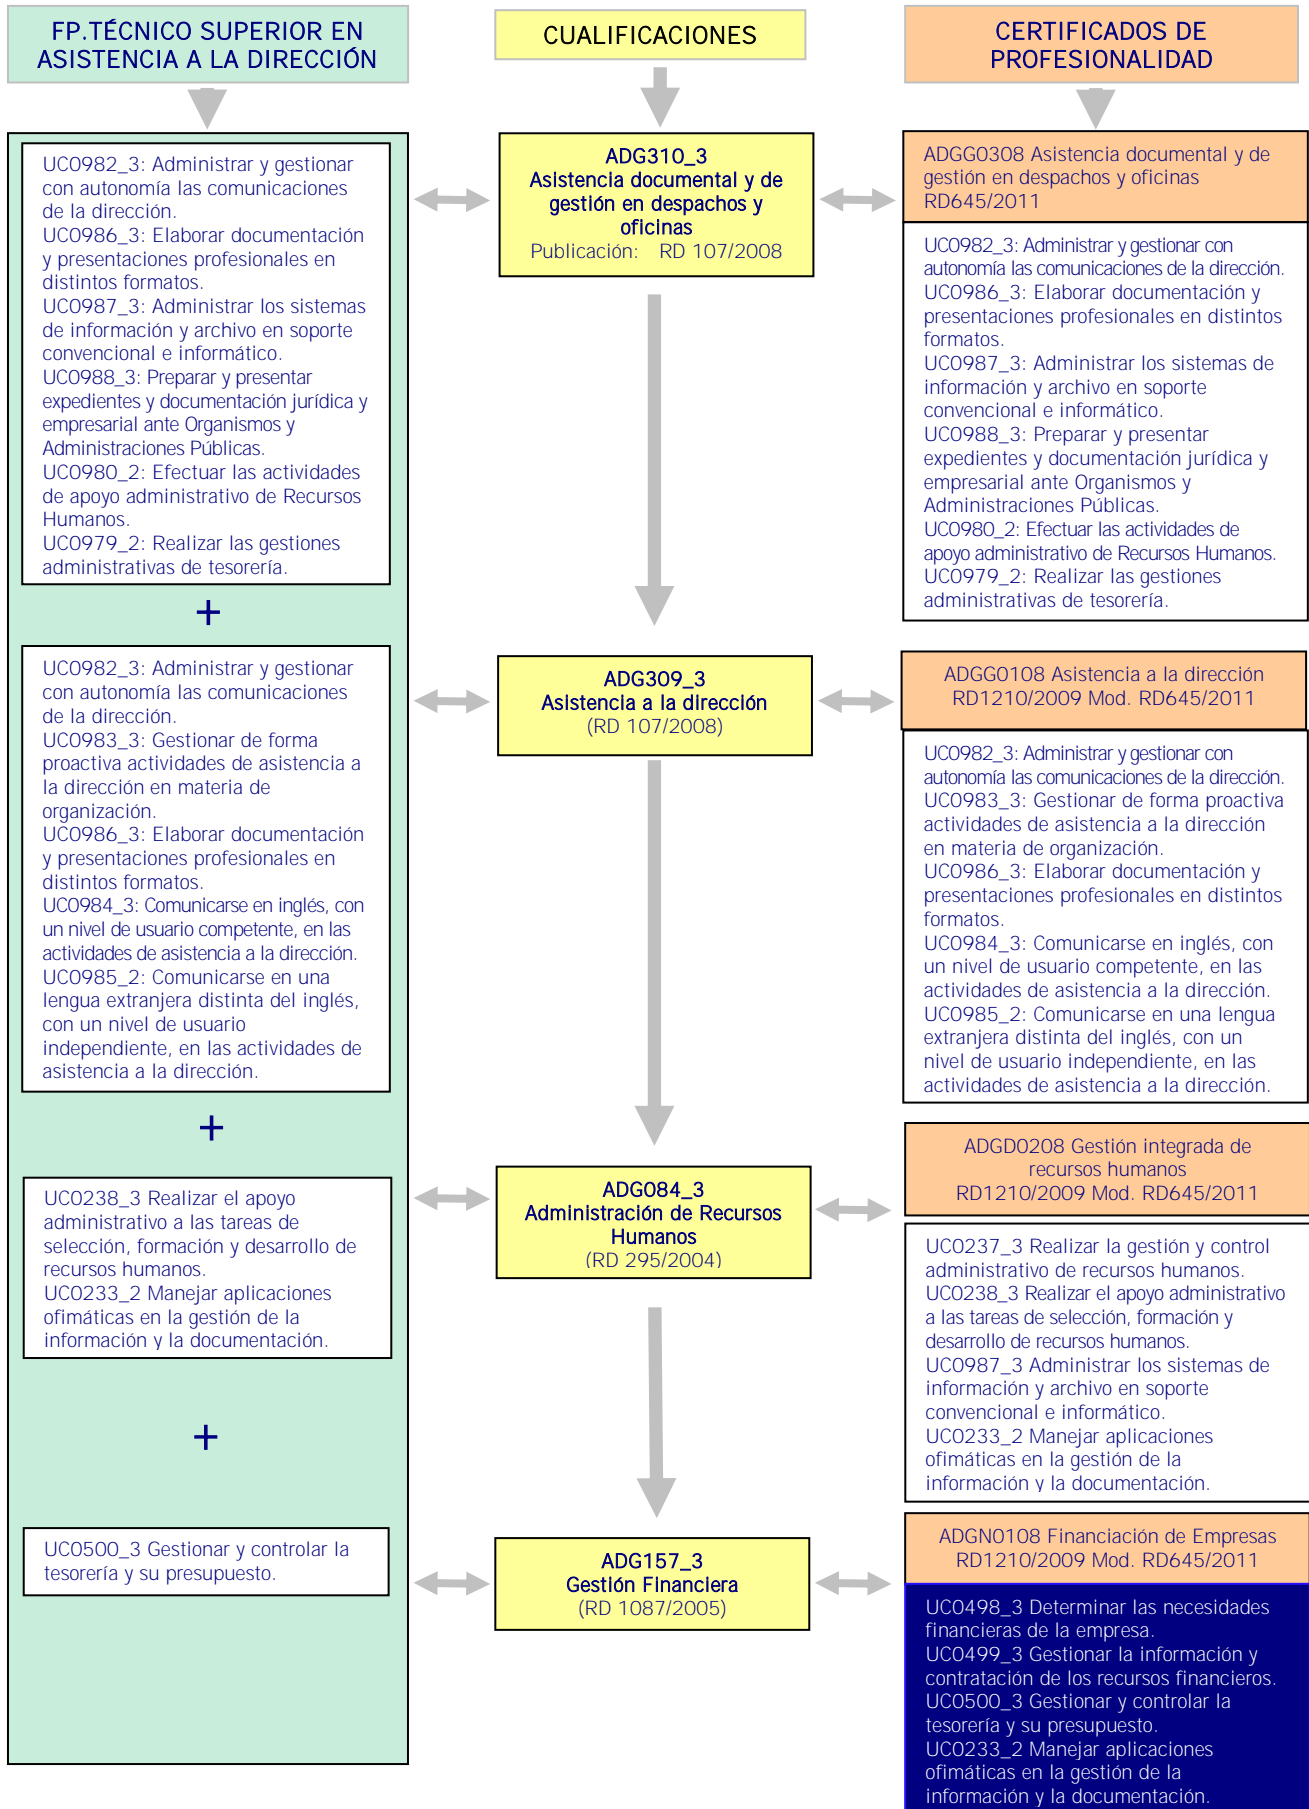 FP.TÉCNICO SUPERIOR EN
ASISTENCIA A LA DIRECCIÓN
CUALIFICACIONES
CERTIFICADOS DE
PROFESIONALIDAD
UC0982_3: Administrar y gestionar
con autonomía las comunicaciones
de la dirección.
UC0986_3: Elaborar documentación
y presentaciones profesionales en
distintos formatos.
UC0987_3: Administrar los sistemas
de información y archivo en soporte
convencional e informático.
UC0988_3: Preparar y presentar
expedientes y documentación jurídica y
empresarial ante Organismos y
Administraciones Públicas.
UC0980_2: Efectuar las actividades
de apoyo administrativo de Recursos
Humanos.
UC0979_2: Realizar las gestiones
administrativas de tesorería.
ADG310_3
Asistencia documental y de
gestión en despachos y
oficinas
Publicación: RD 107/2008
ADGG0308 Asistencia documental y de
gestión en despachos y oficinas
RD645/2011
UC0982_3: Administrar y gestionar con
autonomía las comunicaciones de la dirección.
UC0986_3: Elaborar documentación y
presentaciones profesionales en distintos
formatos.
UC0987_3: Administrar los sistemas de
información y archivo en soporte
convencional e informático.
UC0988_3: Preparar y presentar
expedientes y documentación jurídica y
empresarial ante Organismos y
Administraciones Públicas.
UC0980_2: Efectuar las actividades de
apoyo administrativo de Recursos Humanos.
UC0979_2: Realizar las gestiones
administrativas de tesorería.
+
UC0982_3: Administrar y gestionar
con autonomía las comunicaciones
de la dirección.
UC0983_3: Gestionar de forma
proactiva actividades de asistencia a
la dirección en materia de
organización.
UC0986_3: Elaborar documentación
y presentaciones profesionales en
distintos formatos.
UC0984_3: Comunicarse en inglés, con
un nivel de usuario competente, en las
actividades de asistencia a la dirección.
UC0985_2: Comunicarse en una
lengua extranjera distinta del inglés,
con un nivel de usuario
independiente, en las actividades de
asistencia a la dirección.
ADG309_3
Asistencia a la dirección
(RD 107/2008)
ADGG0108 Asistencia a la dirección
RD1210/2009 Mod. RD645/2011
UC0982_3: Administrar y gestionar con
autonomía las comunicaciones de la dirección.
UC0983_3: Gestionar de forma proactiva
actividades de asistencia a la dirección
en materia de organización.
UC0986_3: Elaborar documentación y
presentaciones profesionales en distintos
formatos.
UC0984_3: Comunicarse en inglés, con
un nivel de usuario competente, en las
actividades de asistencia a la dirección.
UC0985_2: Comunicarse en una lengua
extranjera distinta del inglés, con un
nivel de usuario independiente, en las
actividades de asistencia a la dirección.
+
UC0238_3 Realizar el apoyo
administrativo a las tareas de
selección, formación y desarrollo de
recursos humanos.
UC0233_2 Manejar aplicaciones
ofimáticas en la gestión de la
información y la documentación.
ADG084_3
Administración de Recursos
Humanos
(RD 295/2004)
ADGD0208 Gestión integrada de
recursos humanos
RD1210/2009 Mod. RD645/2011
UC0237_3 Realizar la gestión y control
administrativo de recursos humanos.
UC0238_3 Realizar el apoyo administrativo
a las tareas de selección, formación y
desarrollo de recursos humanos.
UC0987_3 Administrar los sistemas de
información y archivo en soporte
convencional e informático.
UC0233_2 Manejar aplicaciones
ofimáticas en la gestión de la
información y la documentación.
+
UC0500_3 Gestionar y controlar la
tesorería y su presupuesto.
ADG157_3
Gestión Financiera
(RD 1087/2005)
ADGN0108 Financiación de Empresas
RD1210/2009 Mod. RD645/2011
UC0498_3 Determinar las necesidades
financieras de la empresa.
UC0499_3 Gestionar la información y
contratación de los recursos financieros.
UC0500_3 Gestionar y controlar la
tesorería y su presupuesto.
UC0233_2 Manejar aplicaciones
ofimáticas en la gestión de la
información y la documentación.